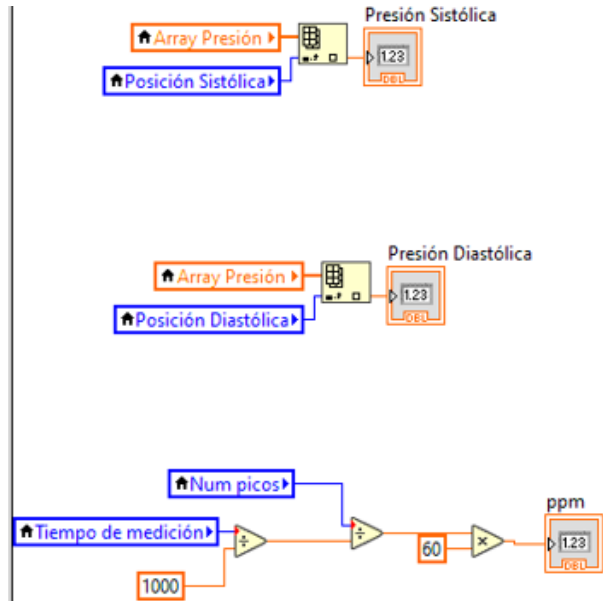 Presión Sistólica
Array Presión
Posición Sistólica
1.23
DBL
Presión Diastólica
Array Presión
Posición Diastólica
1.23
DBL
Num picos
ppm
Tiempo de medición
60
1.23
1000